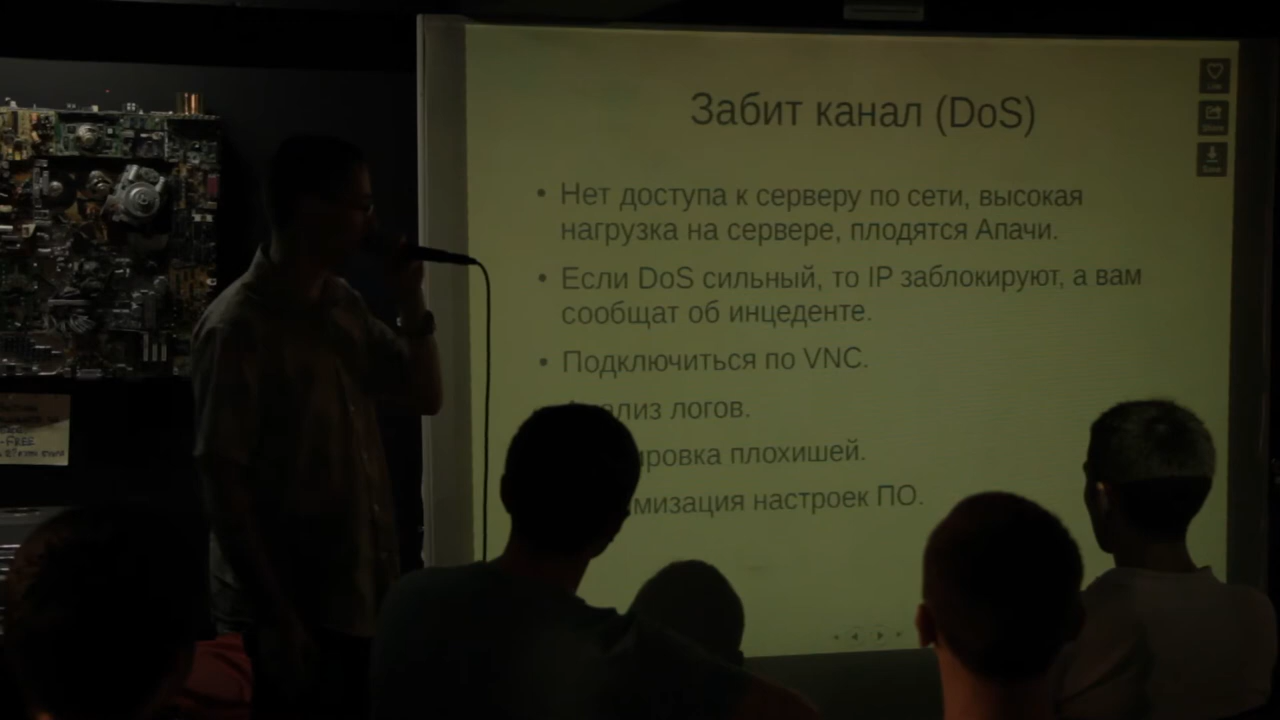 Забит канал (DoS)
• Нет доступа к серверу по сети, высокая
нагрузка на сервере, плодятся Апачи.
• Если DoS сильный, то IP заблокируют, а вам
сообщат об инцеденте.
• Подключиться по VNC.
логов.
плохишей.
настроек ПО.
-FREE